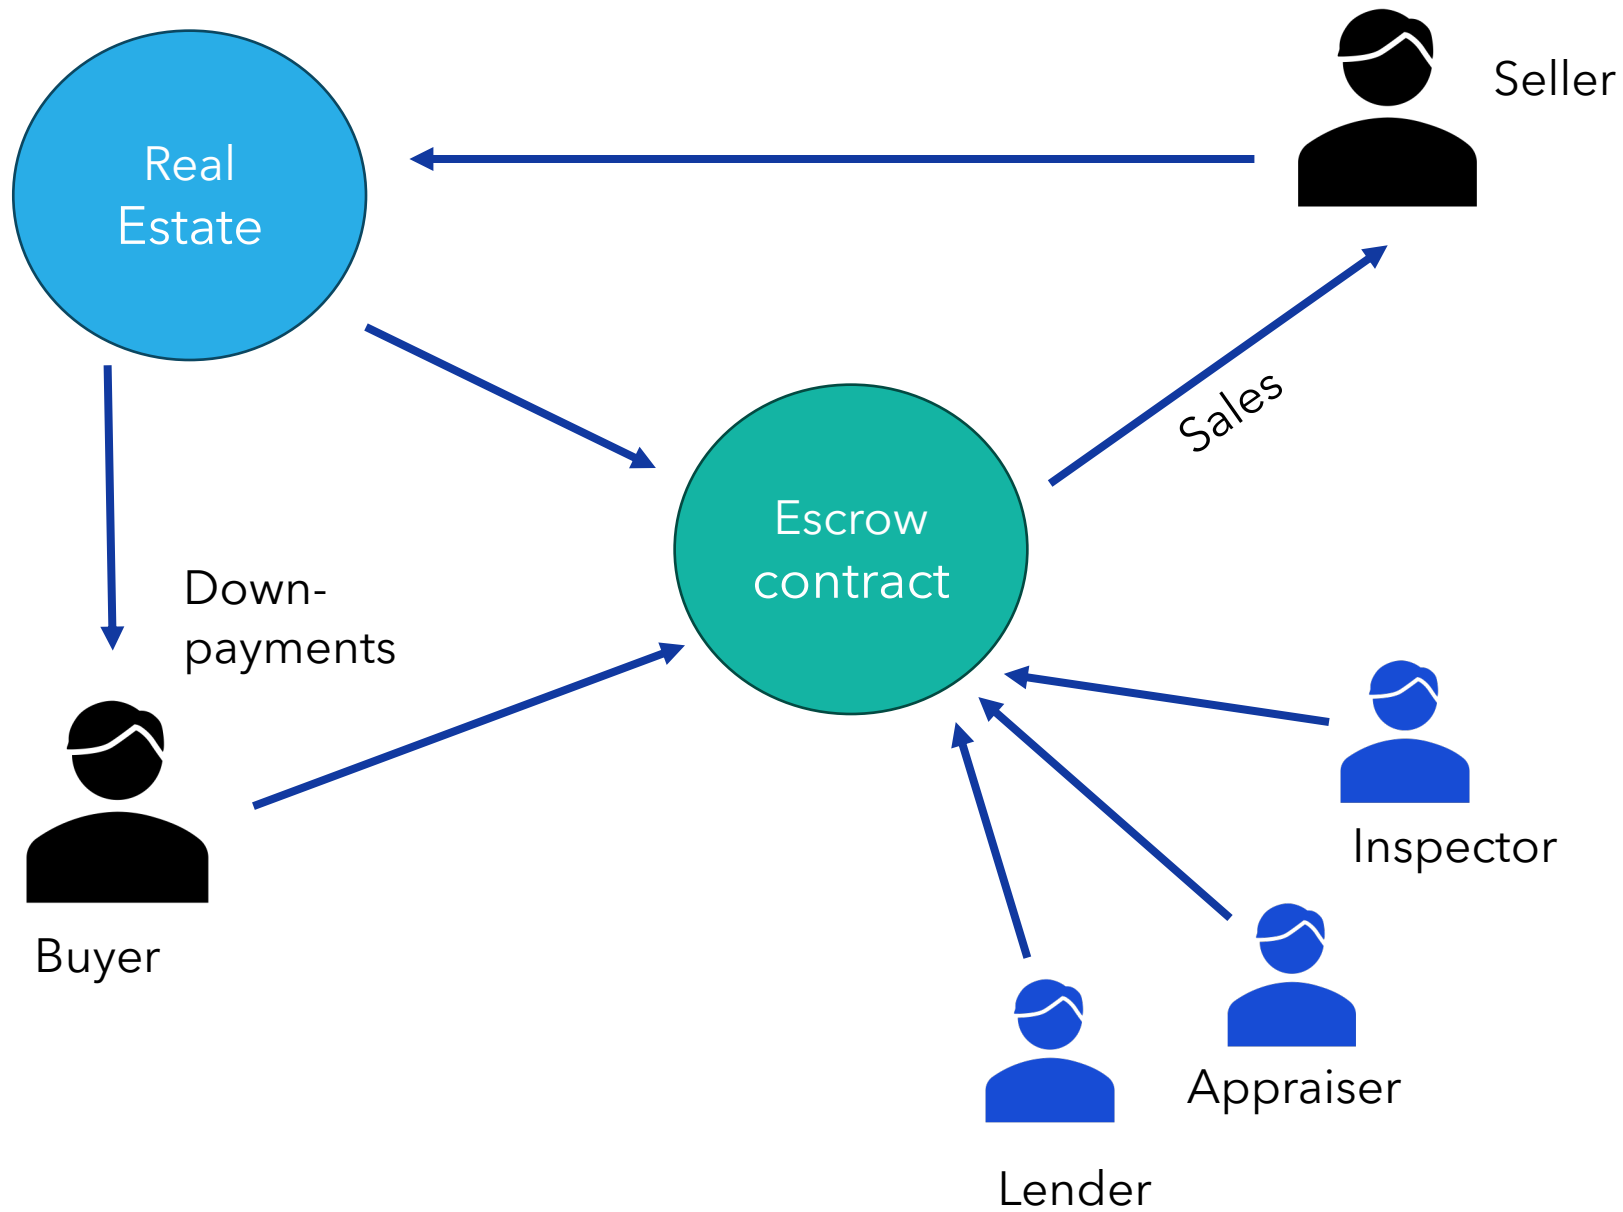 Real
Estate
Seller
Sales
Escrow
contract
Down-
payments
Buyer
Inspector
Appraiser
Lender